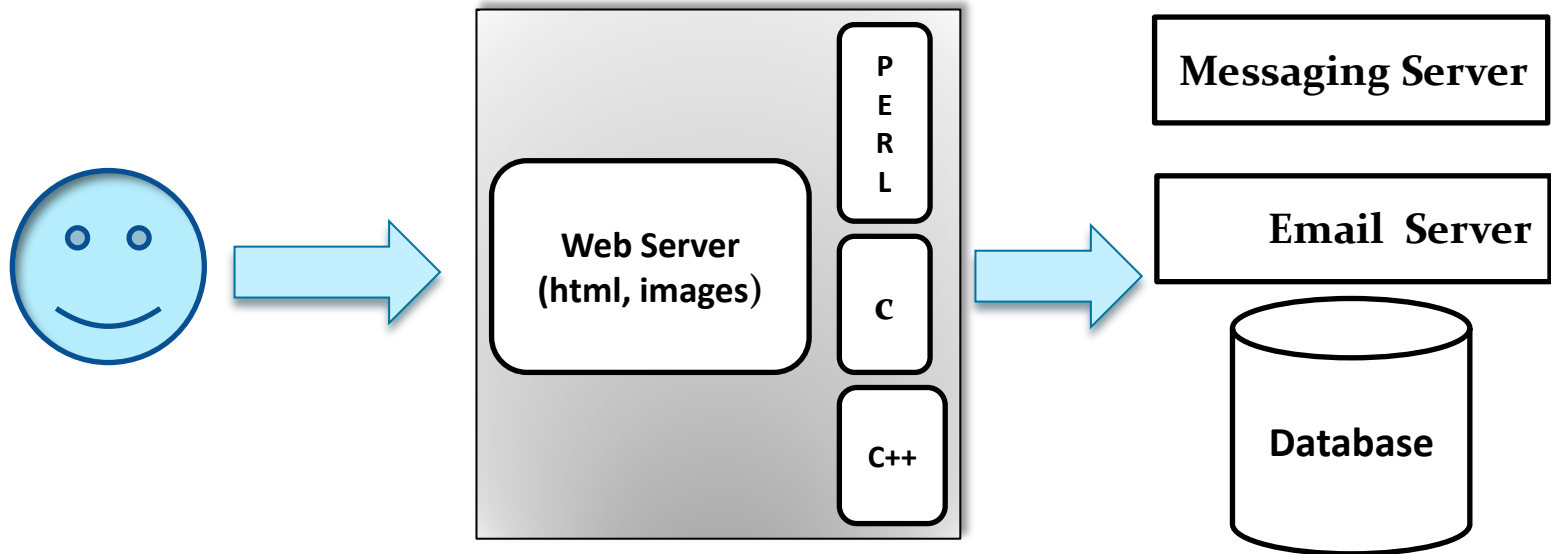 P
E
R
L
Web Server
(html, images)
c
C++
Messaging Server
Email Server
Database